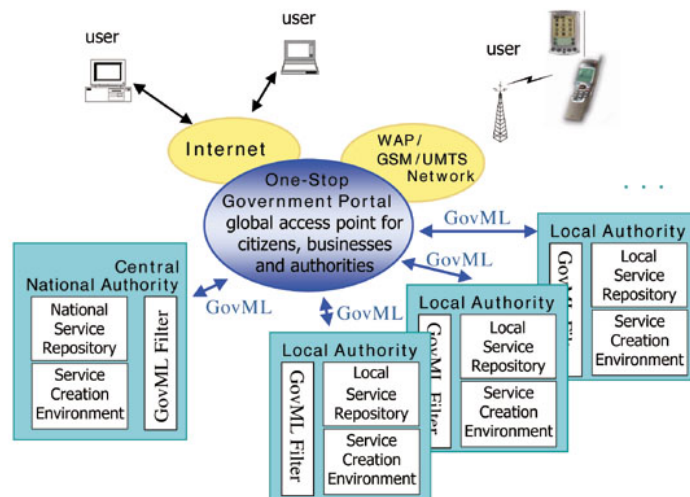 user
user
user
Internet
WAP/
GSM/UMTS
Network
One-Stop
Government Portal
global access point for
citizens, businesses
and authorities
. . .
GovML
GovML
GovML
GovML
Central
National Authority
National
Service
Repository
Service
Creation
Environment
GovML Filter
Local Authority
GovML Filter
Local
Service
Repository
Service
Creation
Environment
Local Authority
GovML Filter
Local
Service
Repository
Service
Creation
Environment
Local Authority
Local
Service
Repository
Service
Creation
Environment